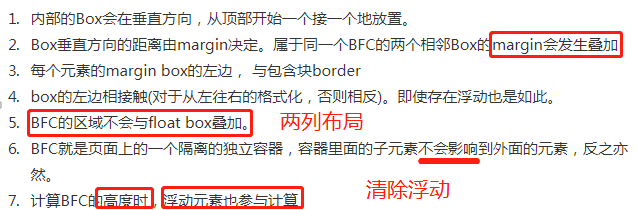 1. 内部的Box会在垂直方向，从顶部开始一个接一个地放置。
2. Box垂直方向的距离由margin决定。属于同一个BFC的两个相邻Box的margin会发生叠加
3. 每个元素的margin box的左边， 与包含块border
4. box的左边相接触(对于从左往右的格式化，否则相反)。即使存在浮动也是如此。
5. BFC的区域不会与float box叠加。 两列布局
6. BFC就是页面上的一个隔离的独立容器，容器里面的子元素不会影响到外面的元素，反之亦
然。
7. 计算BFC的高度时，浮动元素也参与计算
清除浮动